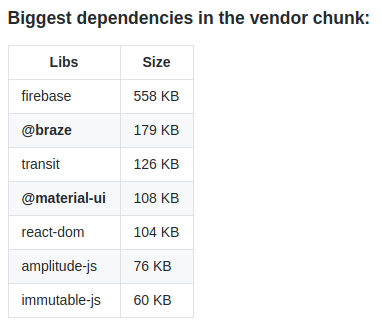 Biggest dependencies in the vendor chunk:
Libs Size
firebase 558 KB
@braze 179 KB
transit 126 KB
@material-ui 108 KB
react-dom 104 KB
amplitude-js 76 KB
immutable-js 60 KB